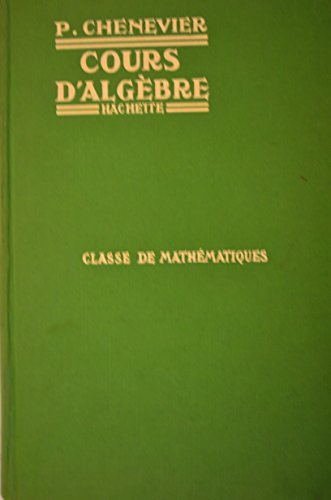 P. CHENEVIER
COURS
D'ALGÈBRE
HACHETTE
CLASSE DE MATHÉMATIQUES